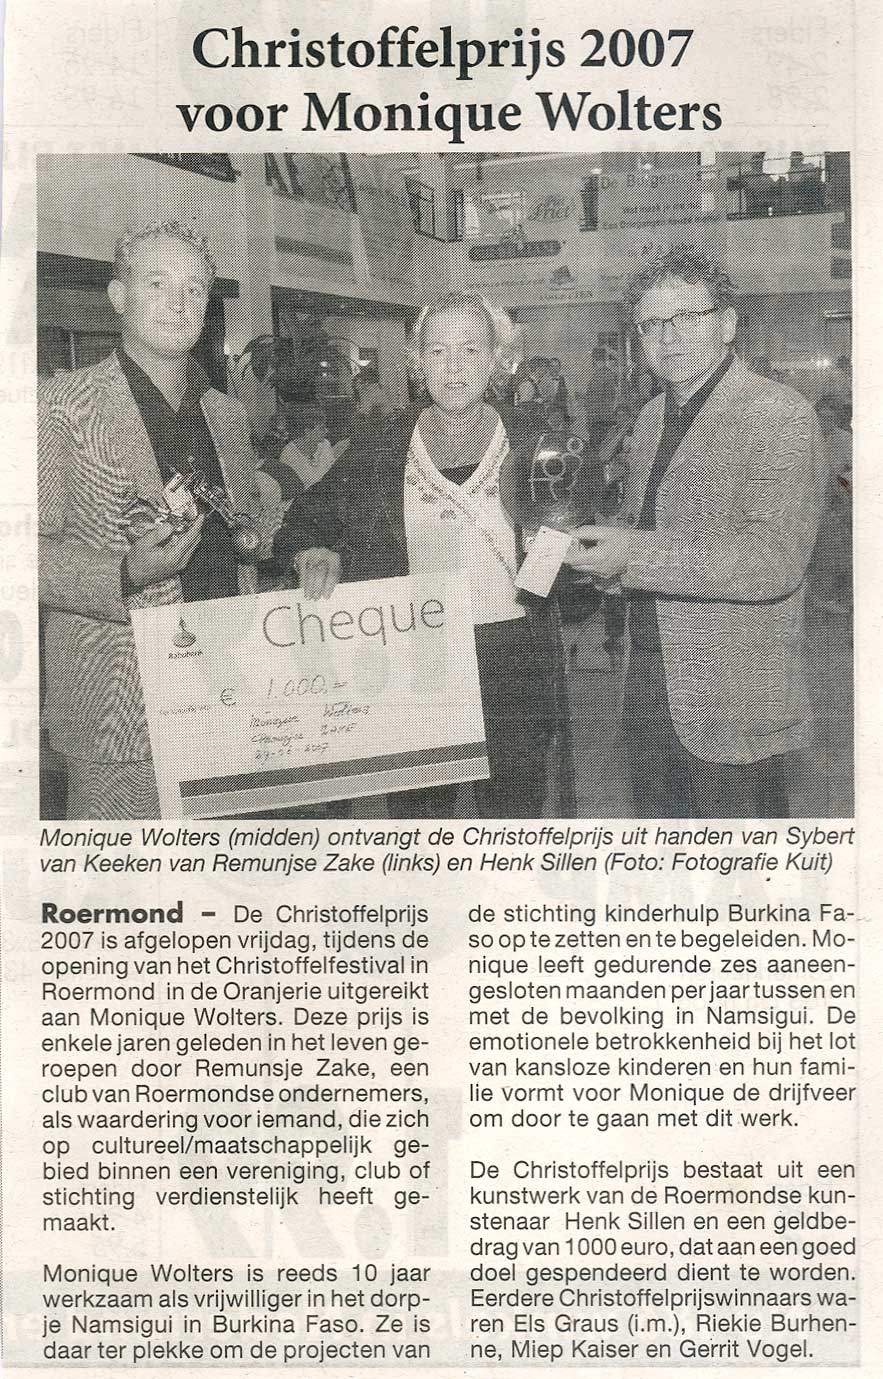 Christoffelprijs 2007
voor Monique Wolters
De Burgem
Friet
Rabobank
Cheque
€ 1.000,-
Monique Wolters
29-06-2007
Monique Wolters (midden) ontvangt de Christoffelprijs uit handen van Sybert
van Keeken van Remunjse Zake (links) en Henk Sillen (Foto: Fotografie Kuit)
Roermond – De Christoffelprijs
2007 is afgelopen vrijdag, tijdens de
opening van het Christoffelfestival in
Roermond in de Oranjerie uitgereikt
aan Monique Wolters. Deze prijs is
enkele jaren geleden in het leven ge-
roepen door Remunsje Zake, een
club van Roermondse ondernemers,
als waardering voor iemand, die zich
op cultureel/maatschappelijk ge-
bied binnen een vereniging, club of
stichting verdienstelijk heeft ge-
maakt.
Monique Wolters is reeds 10 jaar
werkzaam als vrijwilliger in het dorp-
je Namsigui in Burkina Faso. Ze is
daar ter plekke om de projecten van
de stichting kinderhulp Burkina Fa-
so op te zetten en te begeleiden. Mo-
nique leeft gedurende zes aaneen-
gesloten maanden per jaar tussen en
met de bevolking in Namsigui. De
emotionele betrokkenheid bij het lot
van kansloze kinderen en hun fami-
lie vormt voor Monique de drijfveer
om door te gaan met dit werk.
De Christoffelprijs bestaat uit een
kunstwerk van de Roermondse kun-
stenaar Henk Sillen en een geldbe-
drag van 1000 euro, dat aan een goed
doel gespendeerd dient te worden.
Eerdere Christoffelprijswinnaars wa-
ren Els Graus (i.m.), Riekie Burhen-
ne, Miep Kaiser en Gerrit Vogel.